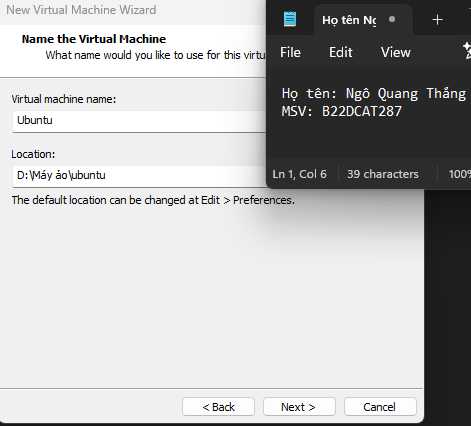 New Virtual Machine Wizard
Name the Virtual Machine
What name would you like to use for this virtu
Virtual machine name:
Ubuntu
Location:
D:\Máy ảo\ubuntu
The default location can be changed at Edit > Preferences.
< Back
Next >
Cancel
Họ tên Ng
File
Edit
View
Họ tên: Ngô Quang Thắng
MSV: B22DCAT287
Ln 1, Col 6
39 characters
100%